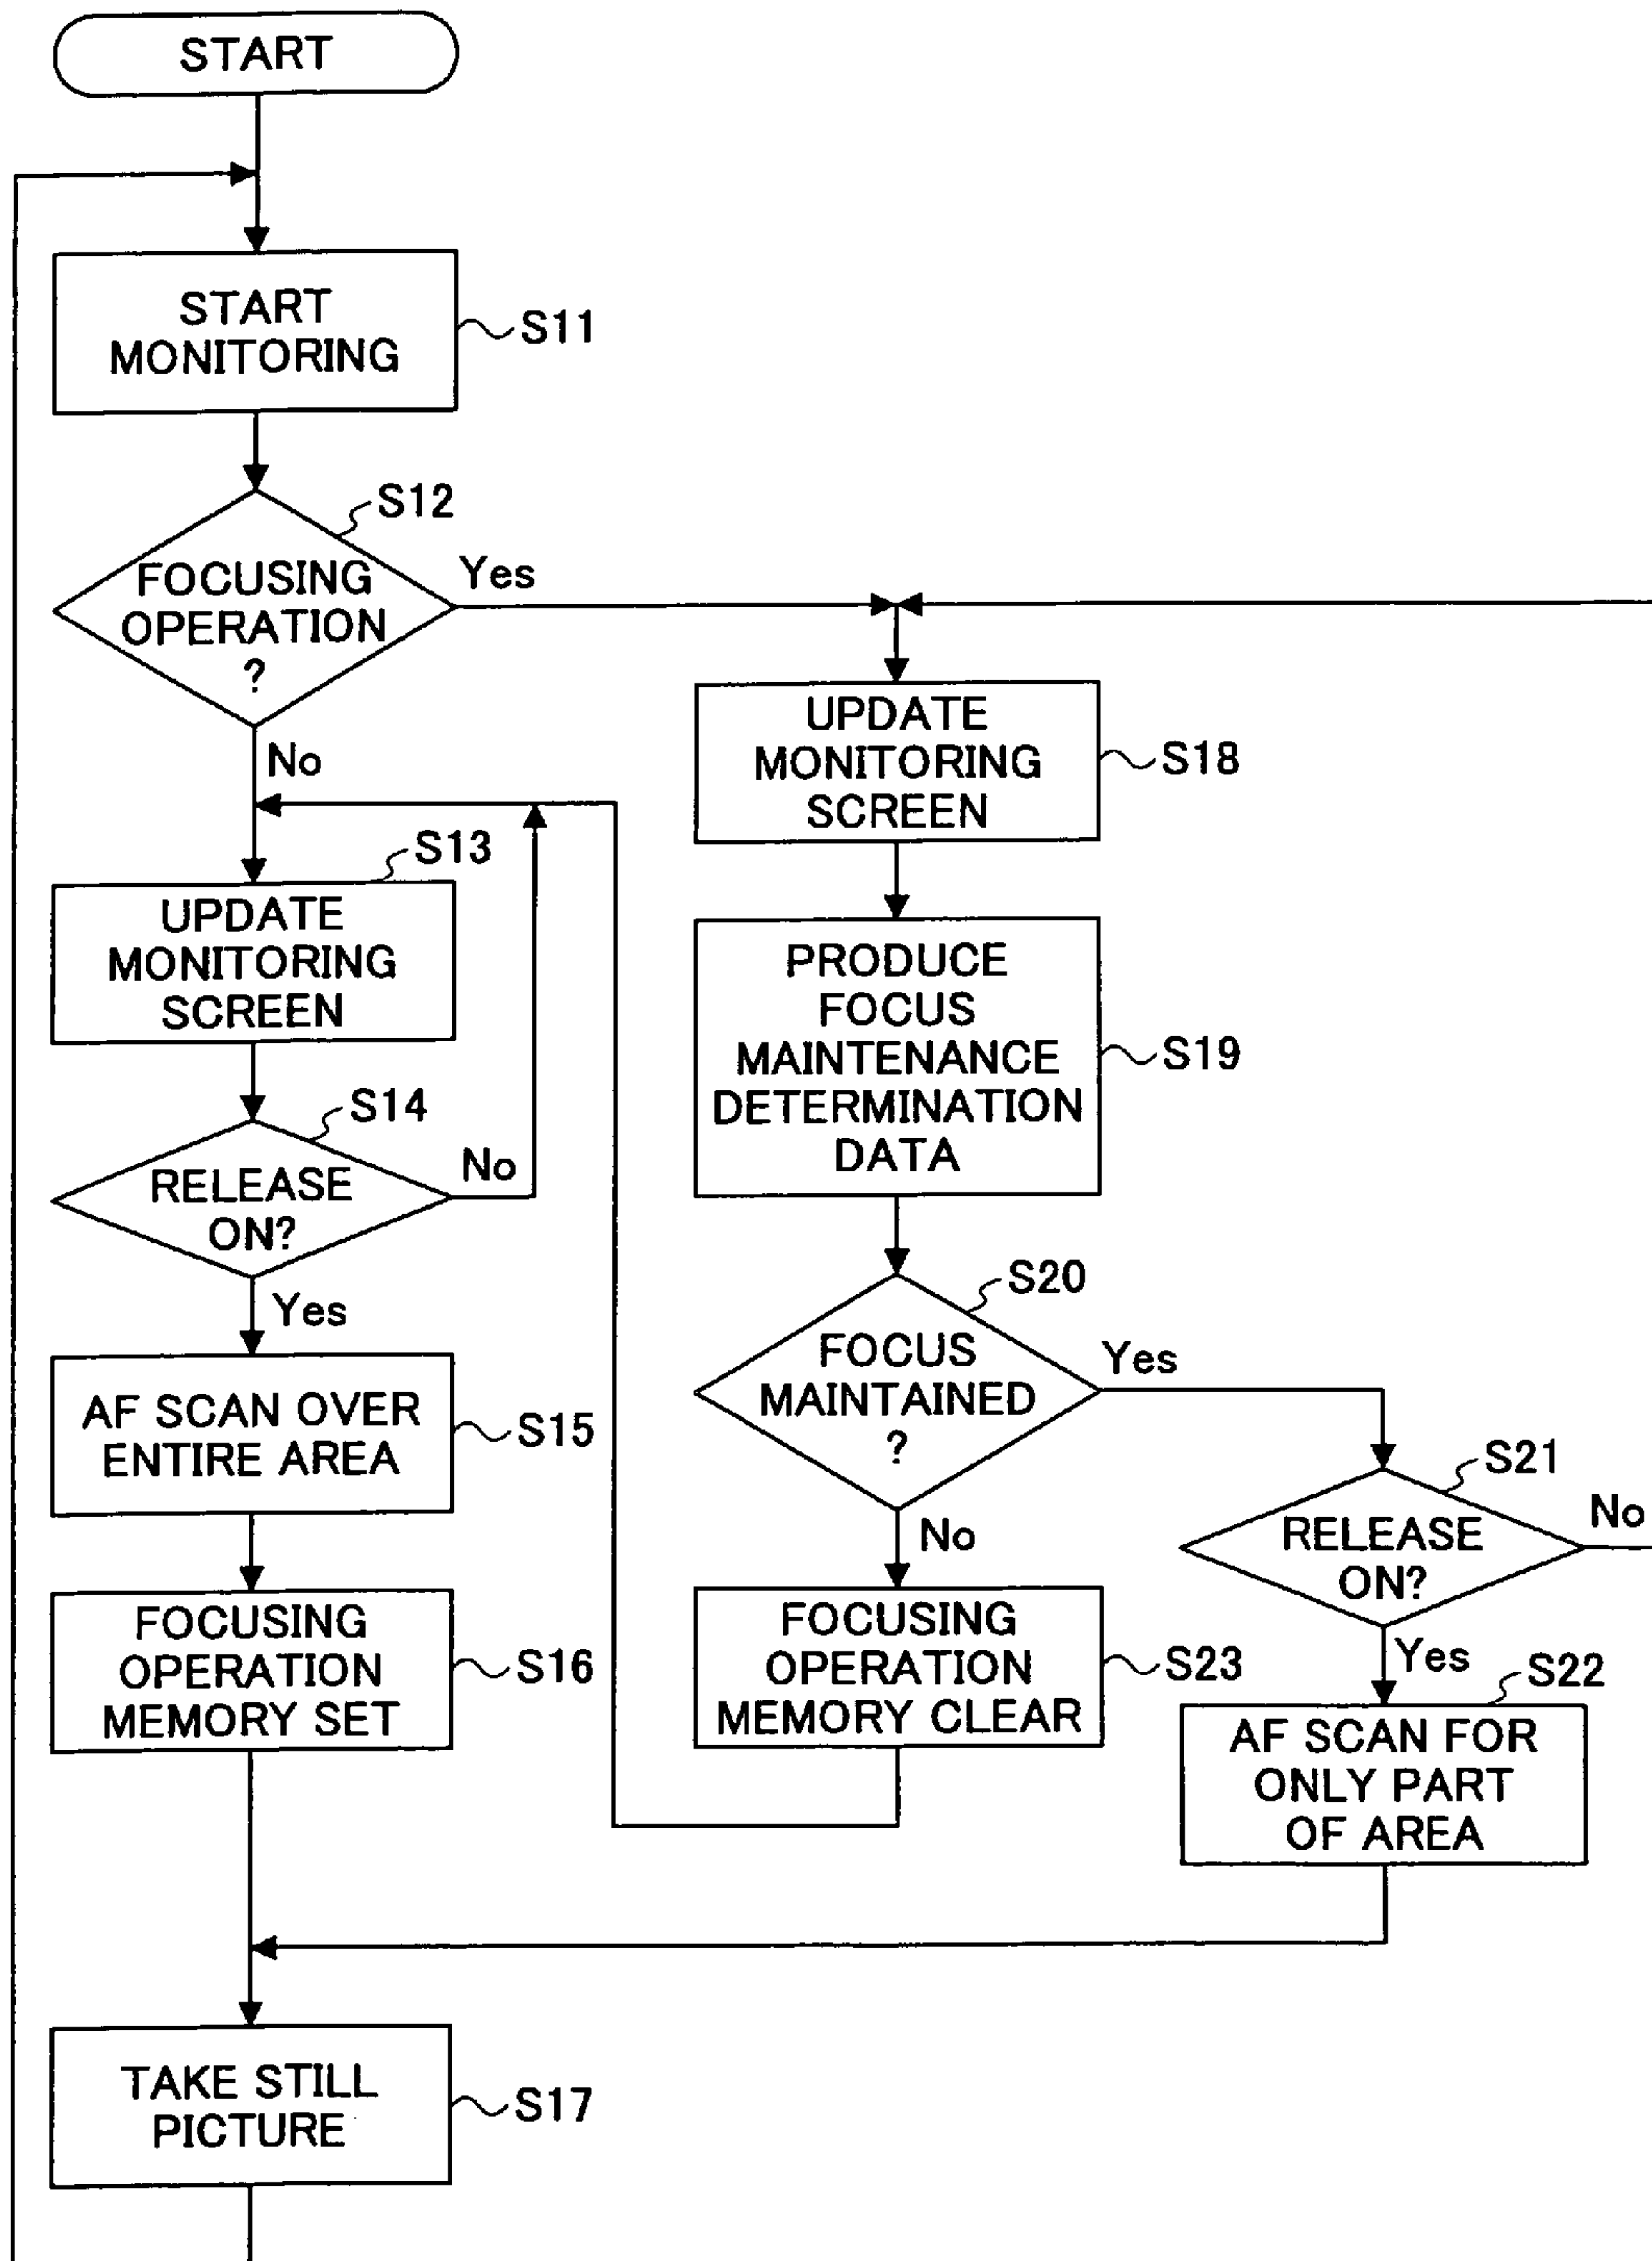 START
START
MONITORING
S11
S12
FOCUSING
OPERATION
?
Yes
No
S13
UPDATE
MONITORING
SCREEN
S14
RELEASE
ON?
No
Yes
AF SCAN OVER
ENTIRE AREA
S15
FOCUSING
OPERATION
MEMORY SET
S16
TAKE STILL
PICTURE
S17
UPDATE
MONITORING
SCREEN
S18
PRODUCE
FOCUS
MAINTENANCE
DETERMINATION
DATA
S19
S20
FOCUS
MAINTAINED
?
Yes
No
FOCUSING
OPERATION
MEMORY CLEAR
S23
S21
RELEASE
ON?
No
Yes
S22
AF SCAN FOR
ONLY PART
OF AREA